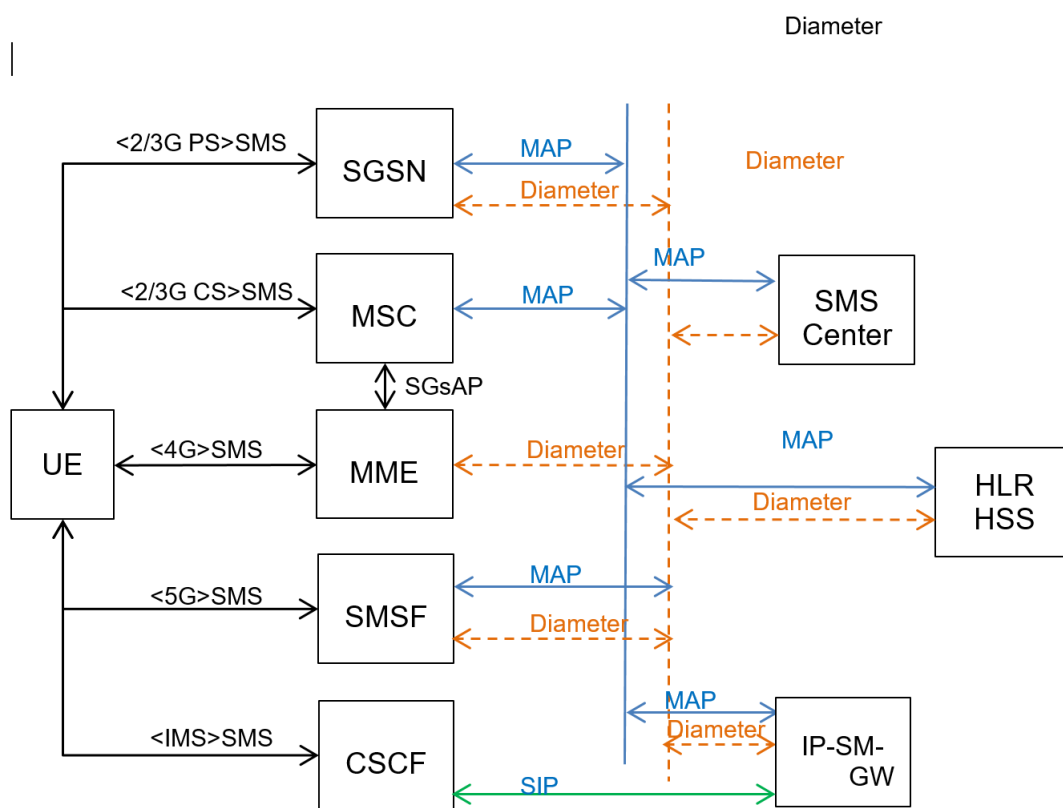 Diameter
<2/3G PS>SMS
SGSN
MAP
Diameter
Diameter
<2/3G CS>SMS
MSC
MAP
MAP
SMS
Center
SGsAP
UE
<4G>SMS
MME
Diameter
MAP
Diameter
HLR
HSS
<5G>SMS
SMSF
MAP
Diameter
<IMS>SMS
CSCF
MAP
Diameter
IP-SM-
GW
SIP